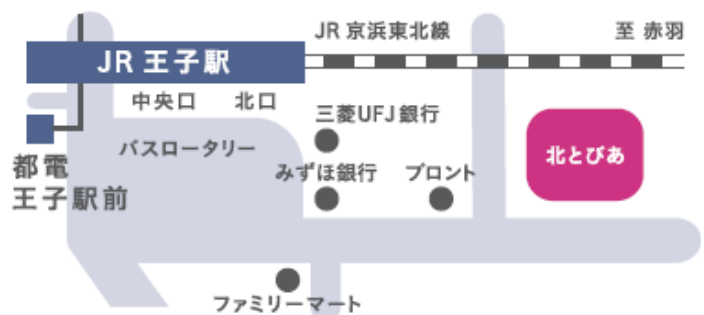 JR 京浜東北線
至 赤羽
JR 王子駅
中央口
北口
三菱UFJ銀行
バスロータリー
北とぴあ
都電
王子駅前
みずほ銀行
プロント
ファミリーマート